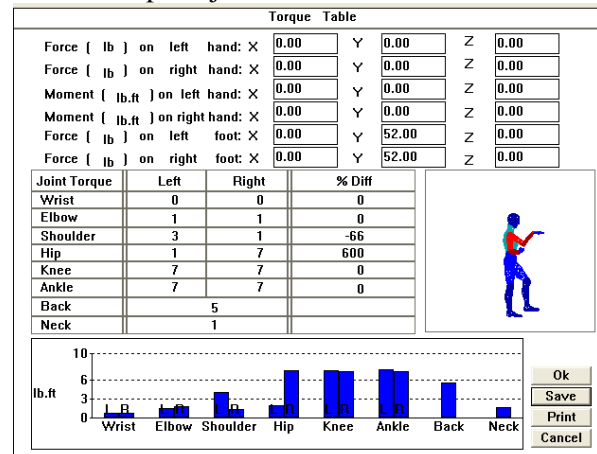 Torque Table
Force ( lb ) on left hand: X 0.00 Y 0.00 Z 0.00
Force ( lb ) on right hand: X 0.00 Y 0.00 Z 0.00
Moment ( lb.ft ) on left hand: X 0.00 Y 0.00 Z 0.00
Moment ( lb.ft ) on right hand: X 0.00 Y 0.00 Z 0.00
Force ( lb ) on left foot: X 0.00 Y 52.00 Z 0.00
Force ( lb ) on right foot: X 0.00 Y 52.00 Z 0.00
Joint Torque Left Right % Diff
Wrist 0 0 0
Elbow 1 1 0
Shoulder 3 1 -66
Hip 1 7 600
Knee 7 7 0
Ankle 7 7 0
Back 5
Neck 1
10
6
lb.ft
3
0
L R L R L R L R L R L R
Wrist Elbow Shoulder Hip Knee Ankle Back Neck
Ok
Save
Print
Cancel